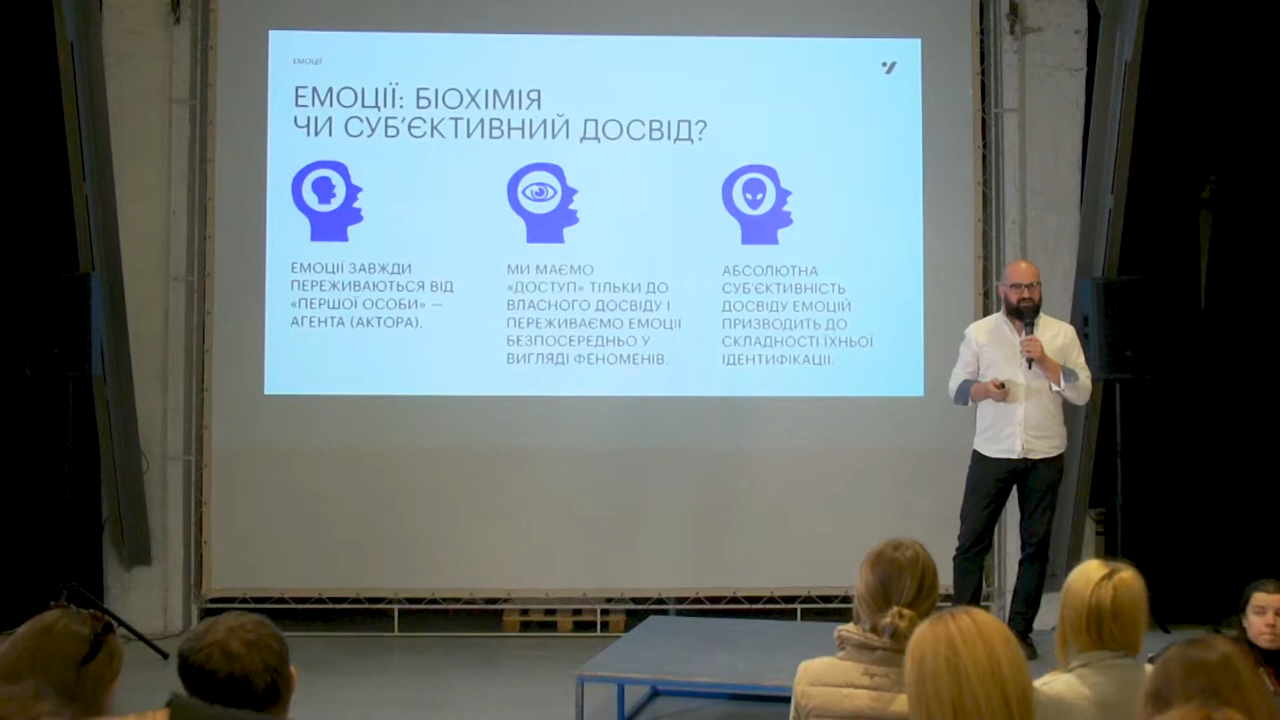 ЕМОЦІЇ
ЕМОЦІЇ: БІОХІМІЯ
ЧИ СУБ’ЄКТИВНИЙ ДОСВІД?
ЕМОЦІЇ ЗАВЖДИ
ПЕРЕЖИВАЮТЬСЯ ВІД
«ПЕРШОЇ ОСОБИ» —
АГЕНТА (АКТОРА).
МИ МАЄМО
«ДОСТУП» ТІЛЬКИ ДО
ВЛАСНОГО ДОСВІДУ І
ПЕРЕЖИВАЄМО ЕМОЦІЇ
БЕЗПОСЕРЕДНЬО У
ВИГЛЯДІ ФЕНОМЕНІВ.
АБСОЛЮТНА
СУБ’ЄКТИВНІСТЬ
ДОСВІДУ ЕМОЦІЙ
ПРИЗВОДИТЬ ДО
СКЛАДНОСТІ ЇХНЬОЇ
ІДЕНТИФІКАЦІЇ.